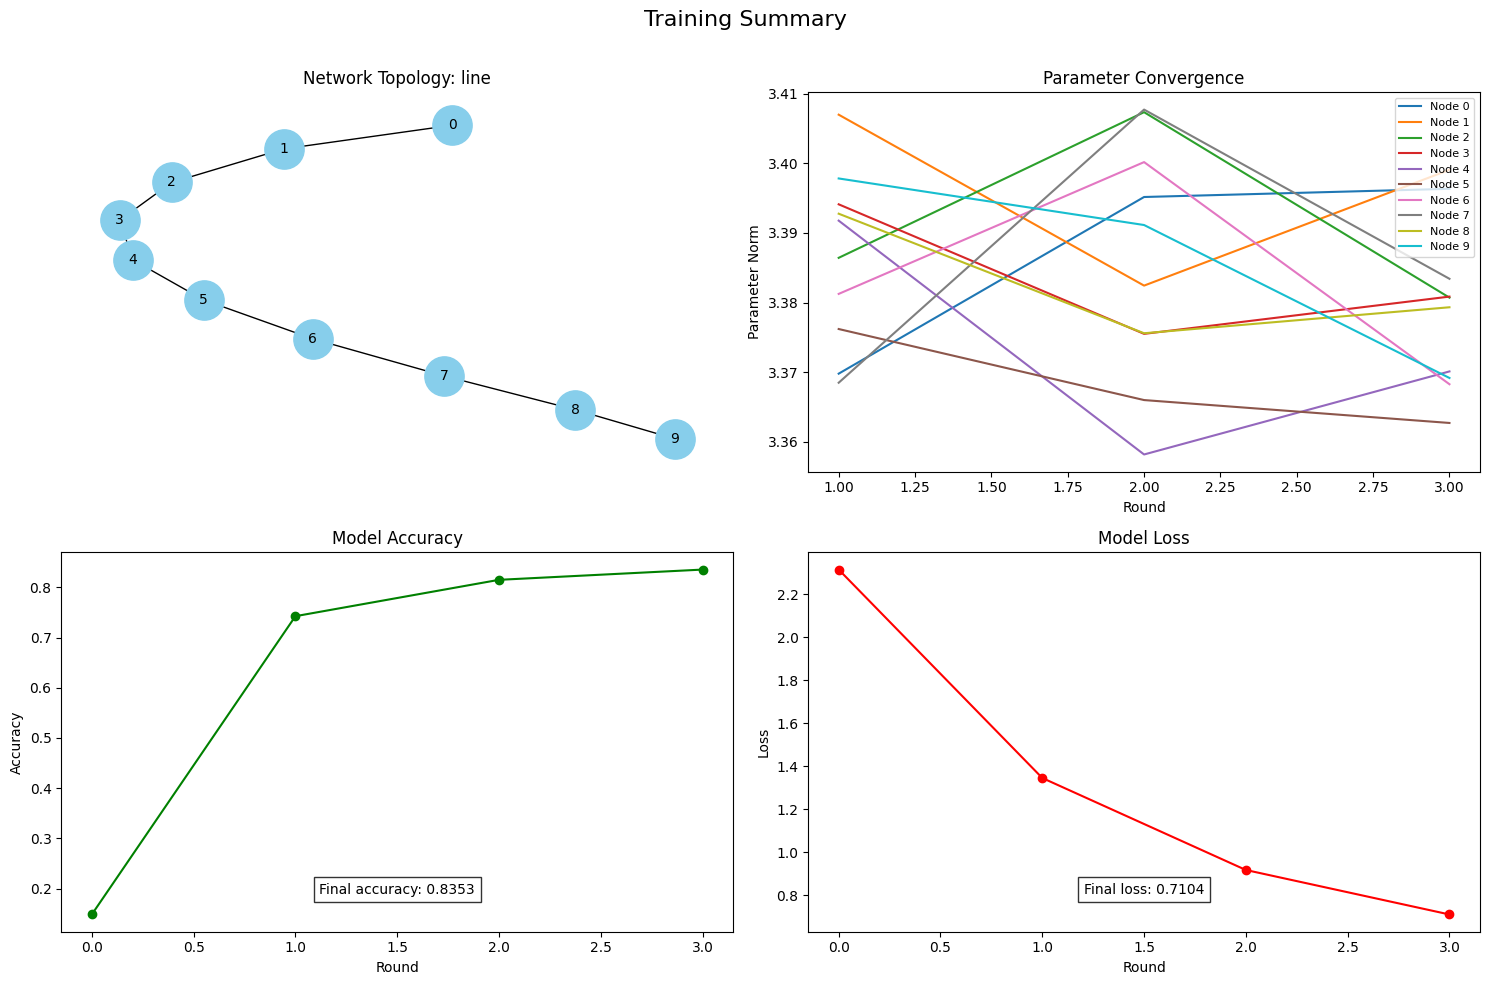 Training Summary
Network Topology: line
0
1
2
3
4
5
6
7
8
9
Parameter Convergence
3.41
3.40
3.39
3.38
3.37
3.36
Parameter Norm
Node 0
Node 1
Node 2
Node 3
Node 4
Node 5
Node 6
Node 7
Node 8
Node 9
1.00 1.25 1.50 1.75 2.00 2.25 2.50 2.75 3.00
Round
Model Accuracy
0.8
0.7
0.6
0.5
0.4
0.3
0.2
Accuracy
Final accuracy: 0.8353
0.0 0.5 1.0 1.5 2.0 2.5 3.0
Round
Model Loss
2.2
2.0
1.8
1.6
1.4
1.2
1.0
0.8
Loss
Final loss: 0.7104
0.0 0.5 1.0 1.5 2.0 2.5 3.0
Round